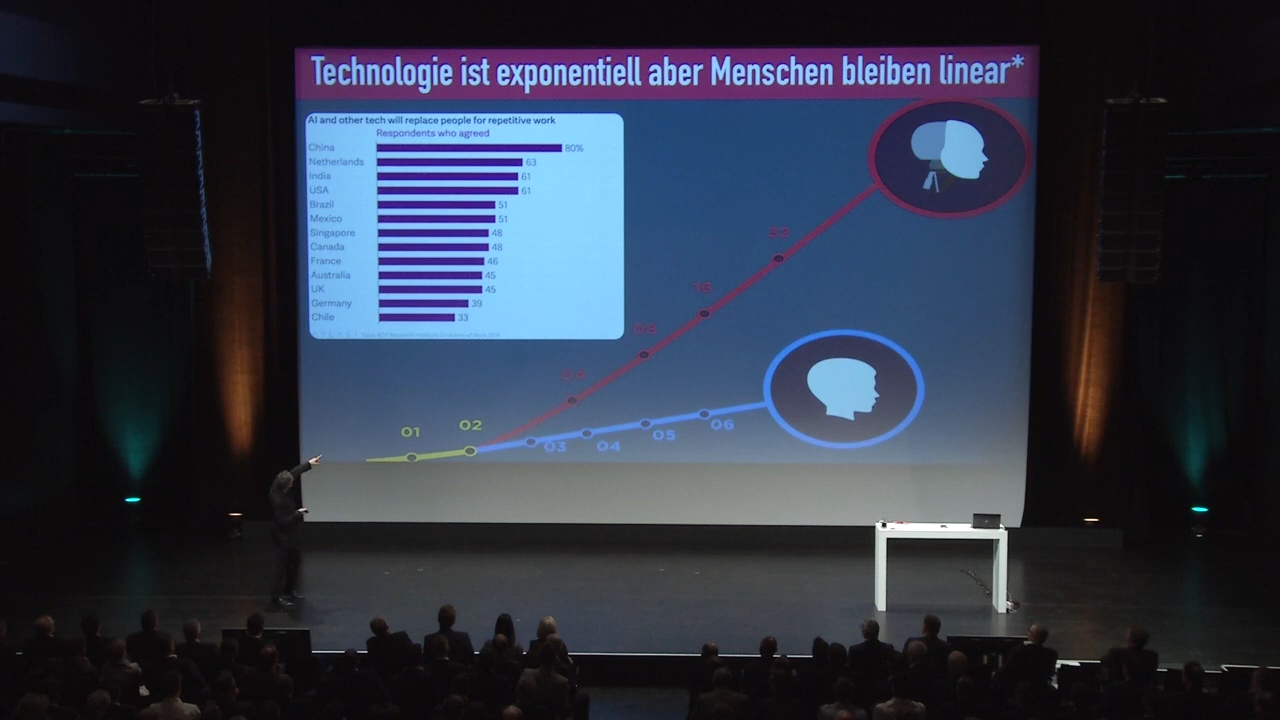 Technologie ist exponentiell aber Menschen bleiben linear*
AI and other tech will replace people for repetitive work
Respondents who agreed
China 80%
Netherlands 63
India 61
USA 61
Brazil 51
Mexico 51
Singapore 48
Canada 48
France 46
Australia 45
UK 45
Germany 39
Chile 33
32
16
04
01
02
03
04
05
06